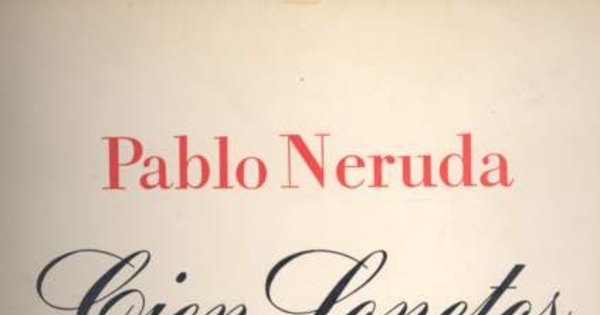 Pablo Neruda
Cien Sonetos